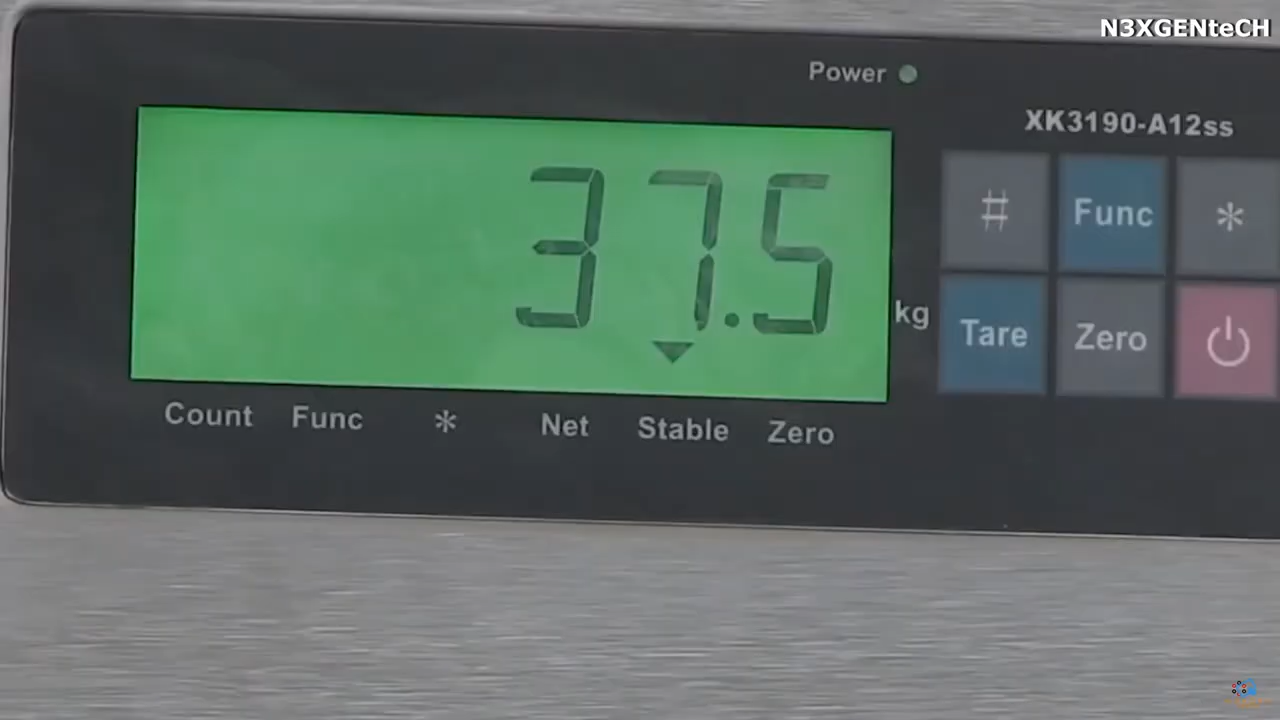 N3XGENteCH
Power
XK3190-A12ss
37.5
kg
# Func *
Tare Zero
Count Func * Net Stable Zero